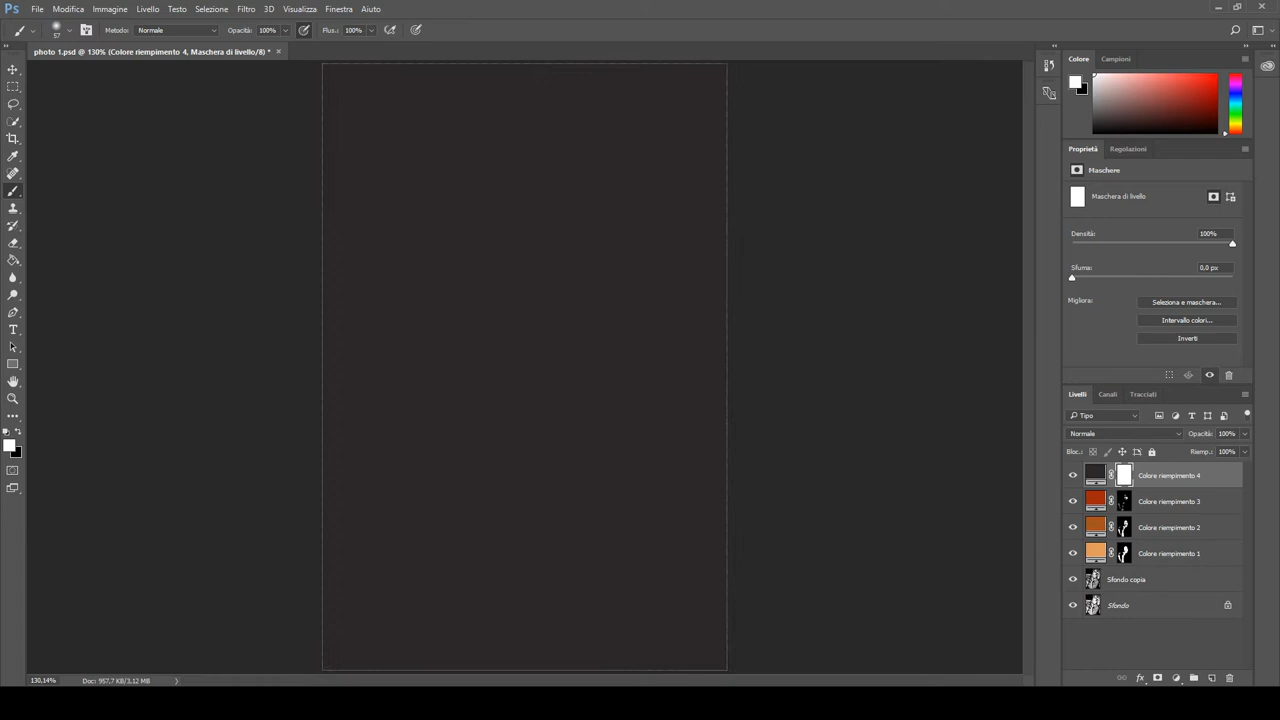 Ps File Modifica Immagine Livello Testo Selezione Filtro 3D Visualizza Finestra Aiuto
57 Metodo: Normale Opacità: 100% Flus.: 100%
photo 1.psd @ 130% (Colore riempimento 4, Maschera di livello/8) * ×
Colore Campioni
Proprietà Regolazioni
Maschere
Maschera di livello
Densità: 100%
Sfuma: 0,0 px
Migliora: Seleziona e maschera...
Intervallo colori...
Inverti
Livelli Canali Tracciati
Tipo
Normale Opacità: 100%
Bloc.: Riemp.: 100%
Colore riempimento 4
Colore riempimento 3
Colore riempimento 2
Colore riempimento 1
Sfondo copia
Sfondo
fx
130,14% Doc: 957,7 KB/3,12 MB